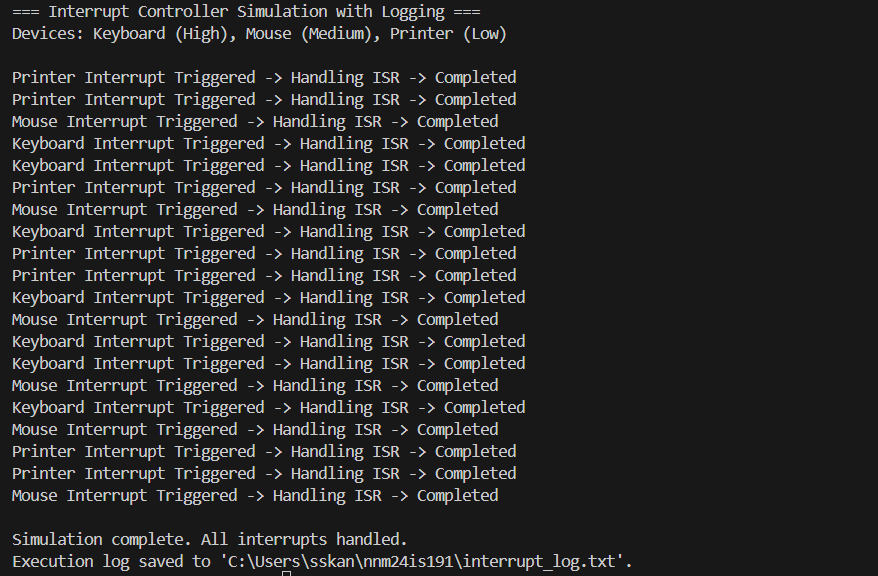 === Interrupt Controller Simulation with Logging ===
Devices: Keyboard (High), Mouse (Medium), Printer (Low)
Printer Interrupt Triggered -> Handling ISR -> Completed
Printer Interrupt Triggered -> Handling ISR -> Completed
Mouse Interrupt Triggered -> Handling ISR -> Completed
Keyboard Interrupt Triggered -> Handling ISR -> Completed
Keyboard Interrupt Triggered -> Handling ISR -> Completed
Printer Interrupt Triggered -> Handling ISR -> Completed
Mouse Interrupt Triggered -> Handling ISR -> Completed
Keyboard Interrupt Triggered -> Handling ISR -> Completed
Printer Interrupt Triggered -> Handling ISR -> Completed
Printer Interrupt Triggered -> Handling ISR -> Completed
Keyboard Interrupt Triggered -> Handling ISR -> Completed
Mouse Interrupt Triggered -> Handling ISR -> Completed
Keyboard Interrupt Triggered -> Handling ISR -> Completed
Keyboard Interrupt Triggered -> Handling ISR -> Completed
Mouse Interrupt Triggered -> Handling ISR -> Completed
Keyboard Interrupt Triggered -> Handling ISR -> Completed
Mouse Interrupt Triggered -> Handling ISR -> Completed
Printer Interrupt Triggered -> Handling ISR -> Completed
Printer Interrupt Triggered -> Handling ISR -> Completed
Mouse Interrupt Triggered -> Handling ISR -> Completed
Simulation complete. All interrupts handled.
Execution log saved to 'C:\Users\sskan\nnm24is191\interrupt_log.txt'.